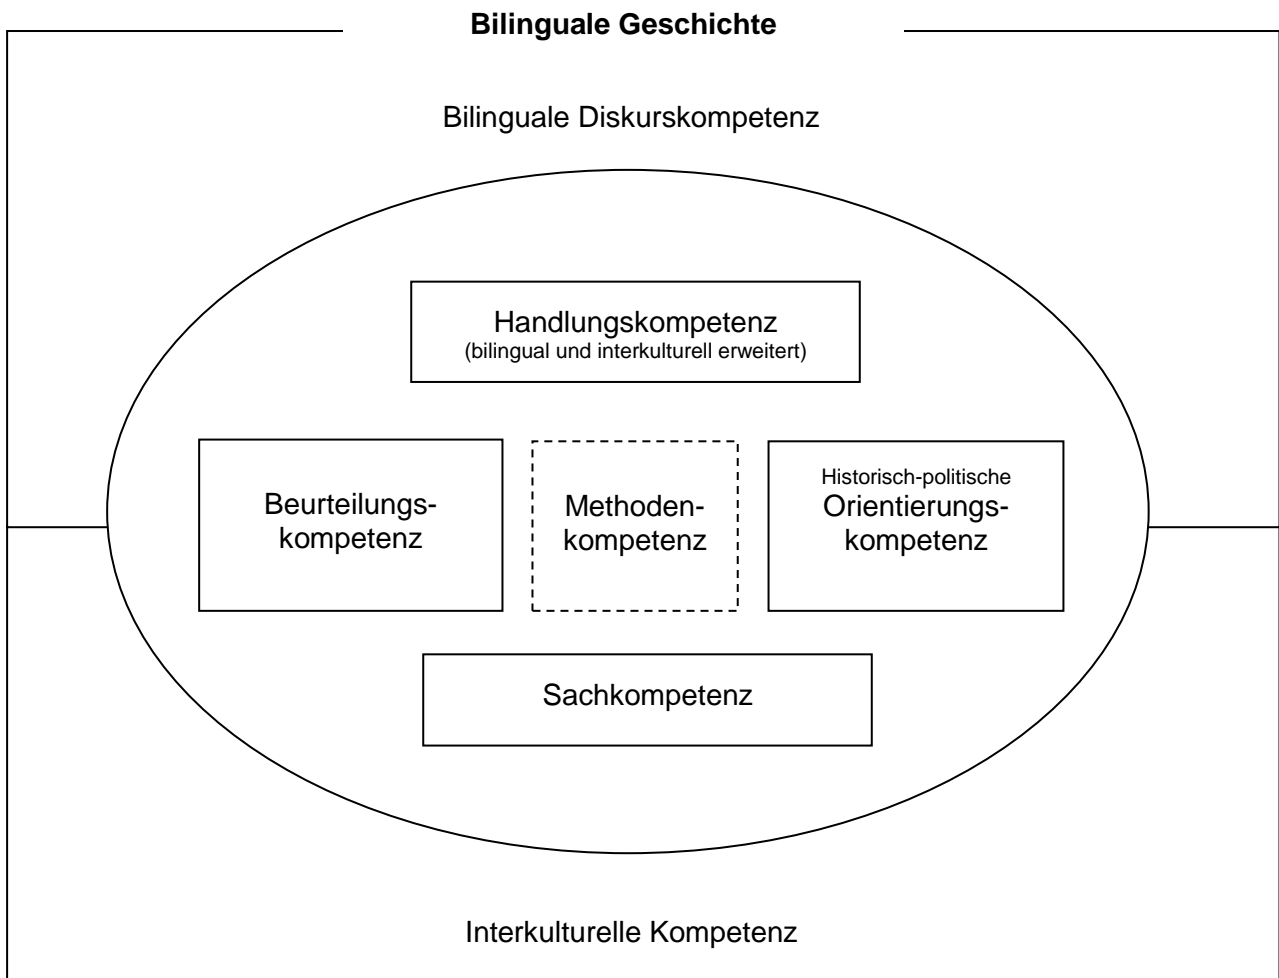 Bilinguale Geschichte
Bilinguale Diskurskompetenz
Handlungskompetenz
(bilingual und interkulturell erweitert)
Beurteilungs-
kompetenz
Methoden-
kompetenz
Historisch-politische
Orientierungs-
kompetenz
Sachkompetenz
Interkulturelle Kompetenz